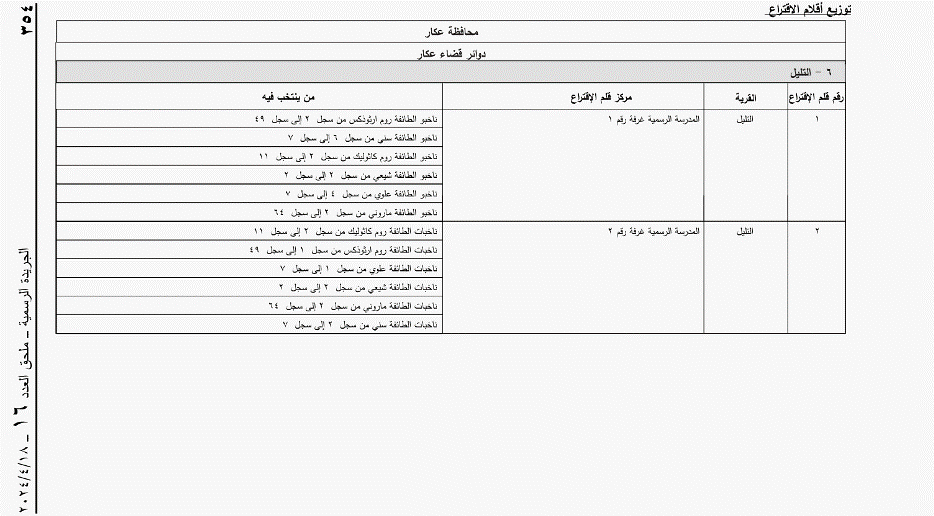 توزيع أقلام الاقتراع
محافظة عكار
دوائر قضاء عكار
٦ - التليل
رقم قلم الإقتراع القرية مركز قلم الإقتراع من ينتخب فيه
١ التليل المدرسة الرسمية غرفة رقم ١ ناخبو الطائفة روم ارثوذكس من سجل ٢ إلى سجل ٤٩
ناخبو الطائفة سني من سجل ٦ إلى سجل ٧
ناخبو الطائفة روم كاثوليك من سجل ٢ إلى سجل ١١
ناخبو الطائفة شيعي من سجل ٢ إلى سجل ٢
ناخبو الطائفة علوي من سجل ٤ إلى سجل ٧
ناخبو الطائفة ماروني من سجل ٢ إلى سجل ٦٤
٢ التليل المدرسة الرسمية غرفة رقم ٢ ناخبات الطائفة روم كاثوليك من سجل ٢ إلى سجل ١١
ناخبات الطائفة روم ارثوذكس من سجل ١ إلى سجل ٤٩
ناخبات الطائفة علوي من سجل ١ إلى سجل ٧
ناخبات الطائفة شيعي من سجل ٢ إلى سجل ٢
ناخبات الطائفة ماروني من سجل ٢ إلى سجل ٦٤
ناخبات الطائفة سني من سجل ٢ إلى سجل ٧
٣٥٤
الجريدة الرسمية – ملحق العدد ١٦ – ٢٠٢٤/٤/١٨